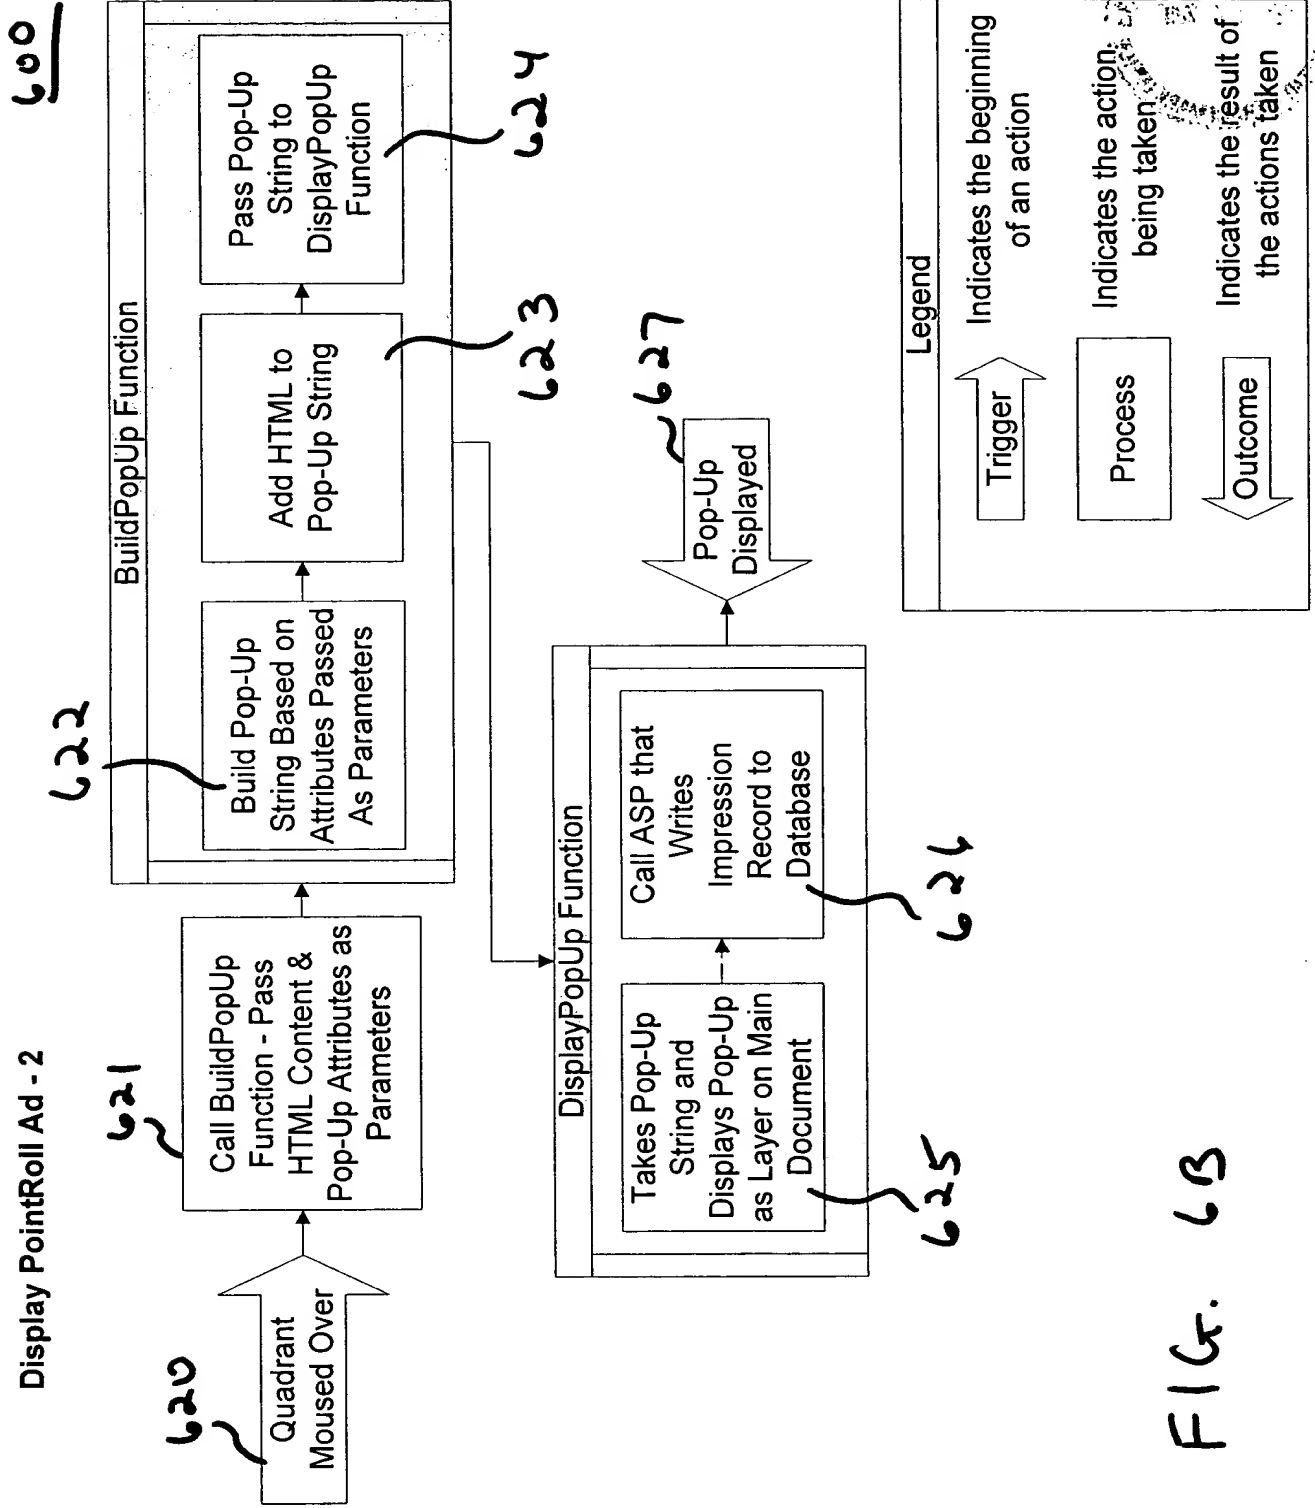 Display PointRoll Ad - 2
600
620
Quadrant
Moused Over
621
Call BuildPopUp
Function - Pass
HTML Content &
Pop-Up Attributes as
Parameters
BuildPopUp Function
622
Build Pop-Up
String Based on
Attributes Passed
As Parameters
Add HTML to
Pop-Up String
623
Pass Pop-Up
String to
DisplayPopUp
Function
624
DisplayPopUp Function
Takes Pop-Up
String and
Displays Pop-Up
as Layer on Main
Document
625
Call ASP that
Writes
Impression
Record to
Database
626
Pop-Up
Displayed
627
Legend
Trigger
Indicates the beginning
of an action
Process
Indicates the action
being taken
Outcome
Indicates the result of
the actions taken
FIG. 6B